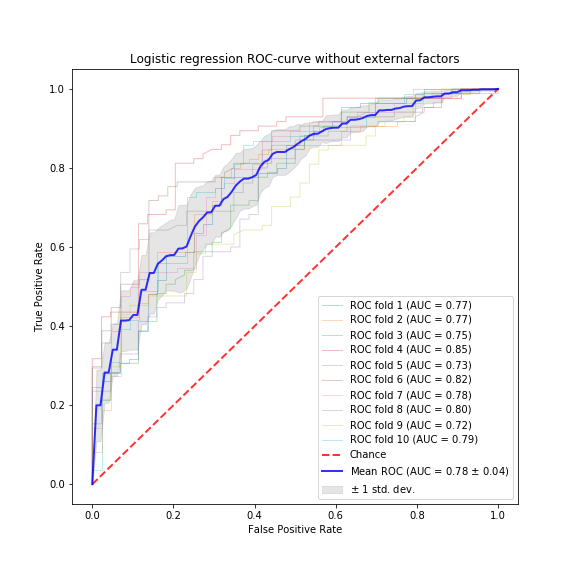 Logistic regression ROC-curve without external factors
True Positive Rate
1.0
0.8
0.6
0.4
0.2
0.0
0.0 0.2 0.4 0.6 0.8 1.0
False Positive Rate
ROC fold 1 (AUC = 0.77)
ROC fold 2 (AUC = 0.77)
ROC fold 3 (AUC = 0.75)
ROC fold 4 (AUC = 0.85)
ROC fold 5 (AUC = 0.73)
ROC fold 6 (AUC = 0.82)
ROC fold 7 (AUC = 0.78)
ROC fold 8 (AUC = 0.80)
ROC fold 9 (AUC = 0.72)
ROC fold 10 (AUC = 0.79)
Chance
Mean ROC (AUC = 0.78 ± 0.04)
± 1 std. dev.